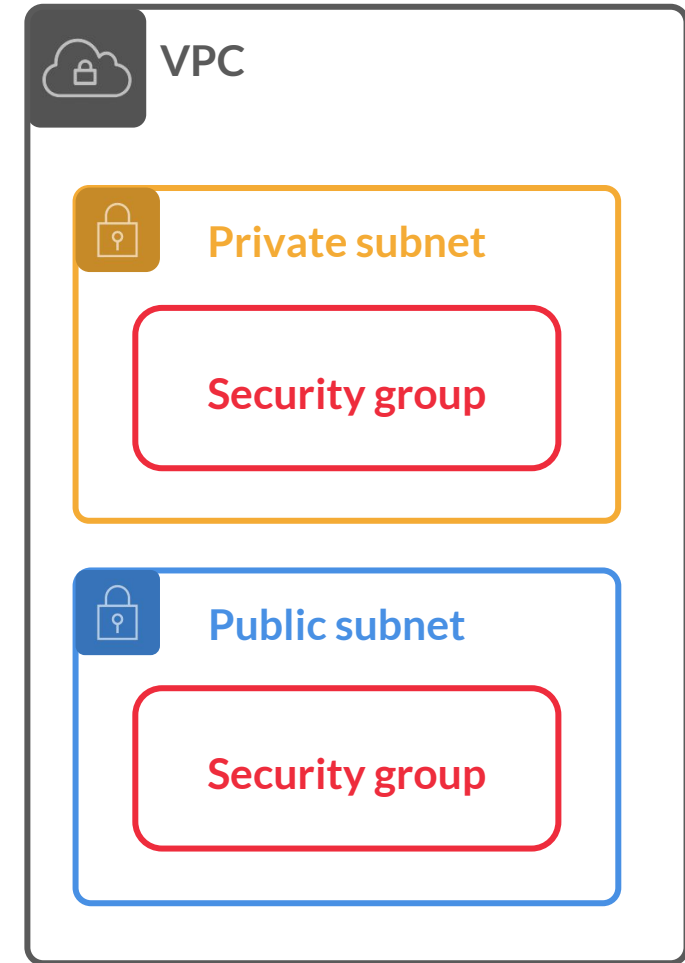 VPC
Private subnet
Security group
Public subnet
Security group